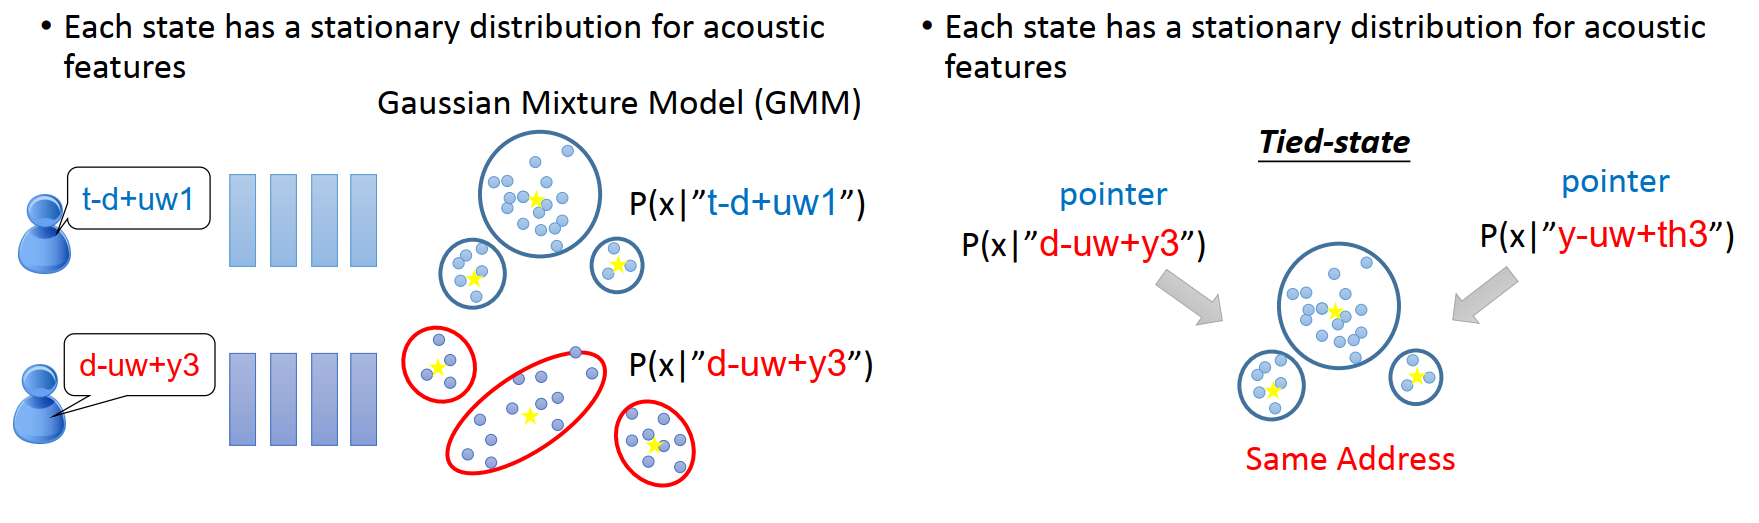 • Each state has a stationary distribution for acoustic
features
Gaussian Mixture Model (GMM)
t-d+uw1
P(x|”t-d+uw1”)
d-uw+y3
P(x|”d-uw+y3”)
• Each state has a stationary distribution for acoustic
features
Tied-state
pointer
pointer
P(x|”d-uw+y3”)
P(x|”y-uw+th3”)
Same Address